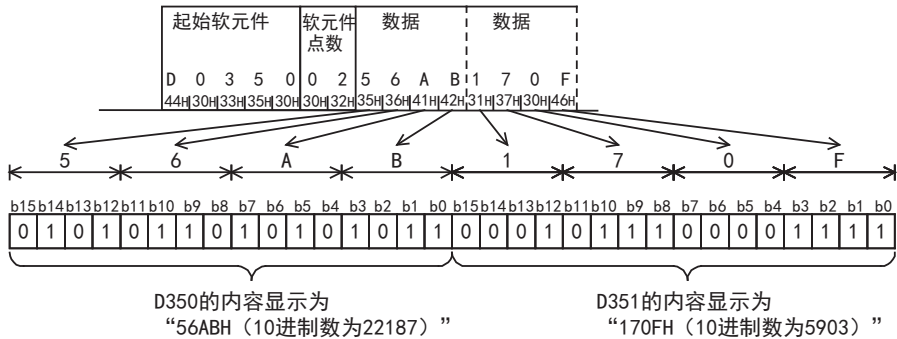 起始软元件 软元件点数 数据 数据
D 0 3 5 0 0 2 5 6 A B 1 7 0 F
44H 30H 33H 35H 30H 30H 32H 35H 36H 41H 42H 31H 37H 30H 46H
5 6 A B 1 7 0 F
b15 b14 b13 b12 b11 b10 b9 b8 b7 b6 b5 b4 b3 b2 b1 b0 b15 b14 b13 b12 b11 b10 b9 b8 b7 b6 b5 b4 b3 b2 b1 b0
0 1 0 1 0 1 1 0 1 0 1 0 1 0 1 1 0 0 0 1 0 1 1 1 0 0 0 0 1 1 1 1
D350的内容显示为
“56ABH（10进制数为22187）”
D351的内容显示为
“170FH（10进制数为5903）”